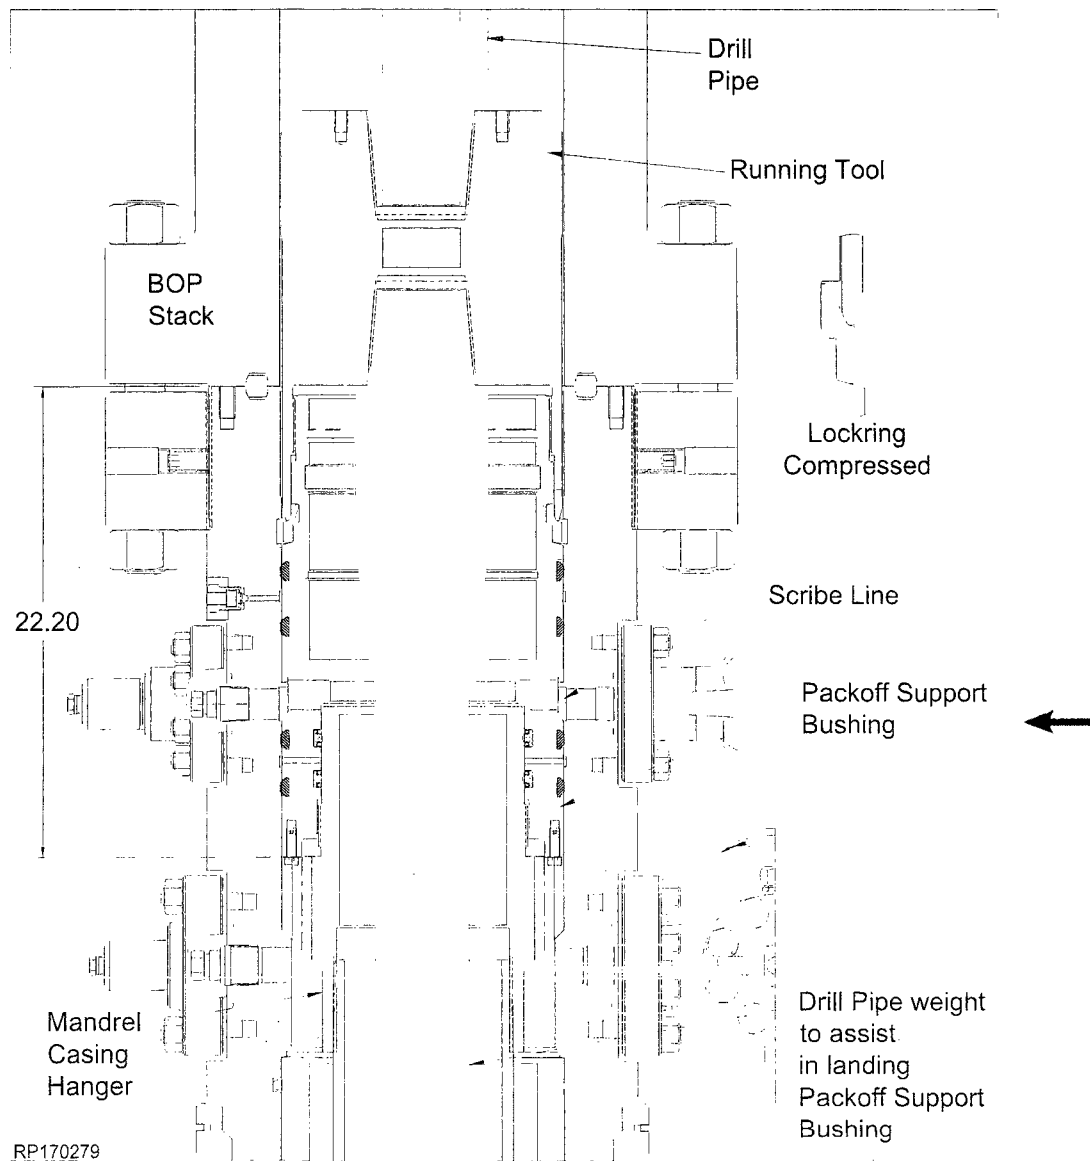 Drill
Pipe
Running Tool
BOP
Stack
Lockring
Compressed
Scribe Line
22.20
Packoff Support
Bushing
Mandrel
Casing
Hanger
Drill Pipe weight
to assist
in landing
Packoff Support
Bushing
RP170279